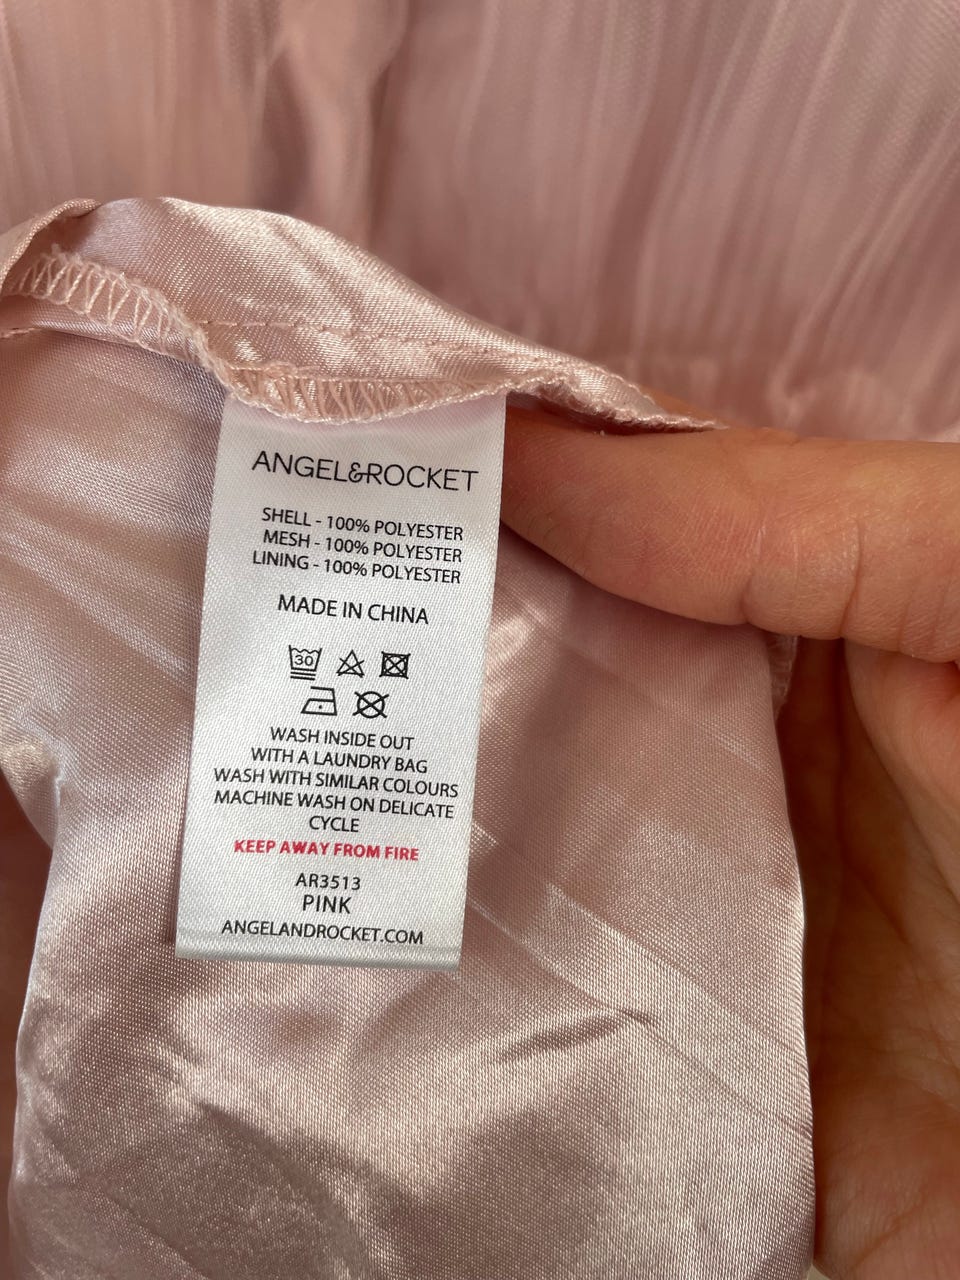 ANGEL&ROCKET
SHELL - 100% POLYESTER
MESH - 100% POLYESTER
LINING - 100% POLYESTER
MADE IN CHINA
30
WASH INSIDE OUT
WITH A LAUNDRY BAG
WASH WITH SIMILAR COLOURS
MACHINE WASH ON DELICATE
CYCLE
KEEP AWAY FROM FIRE
AR3513
PINK
ANGELANDROCKET.COM